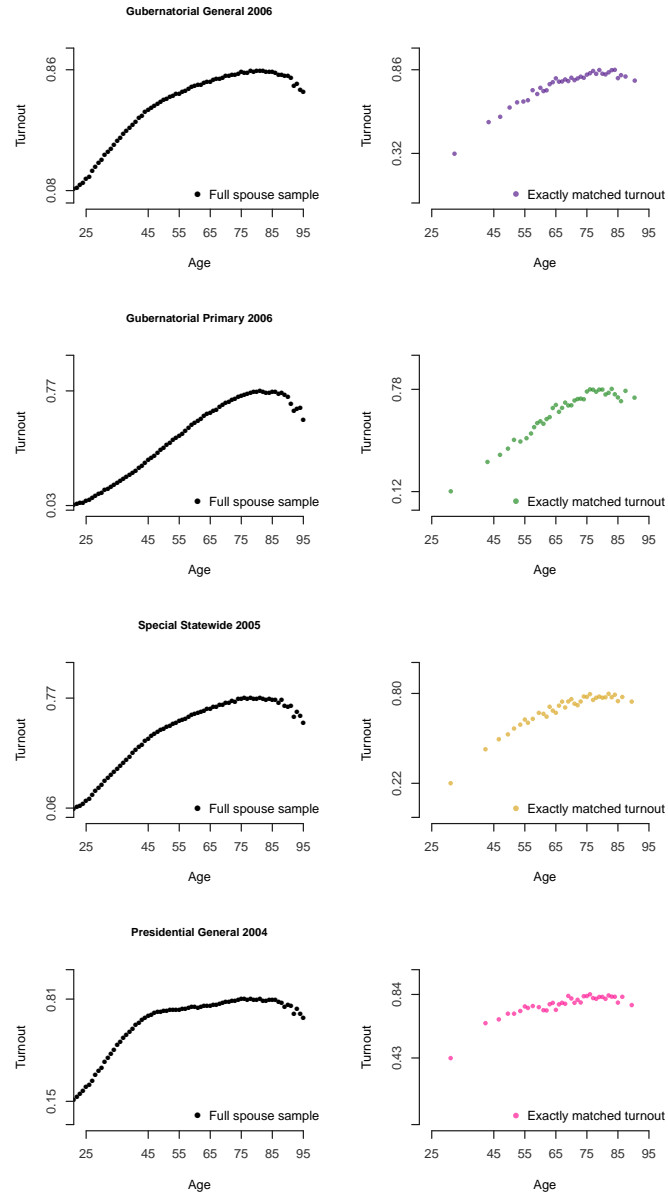 Gubernatorial General 2006
Turnout
0.08
0.86
Full spouse sample
25 45 55 65 75 85 95
Age
Turnout
0.32
0.86
Exactly matched turnout
25 45 55 65 75 85 95
Age
Gubernatorial Primary 2006
Turnout
0.03
0.77
Full spouse sample
25 45 55 65 75 85 95
Age
Turnout
0.12
0.78
Exactly matched turnout
25 45 55 65 75 85 95
Age
Special Statewide 2005
Turnout
0.06
0.77
Full spouse sample
25 45 55 65 75 85 95
Age
Turnout
0.22
0.80
Exactly matched turnout
25 45 55 65 75 85 95
Age
Presidential General 2004
Turnout
0.15
0.81
Full spouse sample
25 45 55 65 75 85 95
Age
Turnout
0.43
0.84
Exactly matched turnout
25 45 55 65 75 85 95
Age